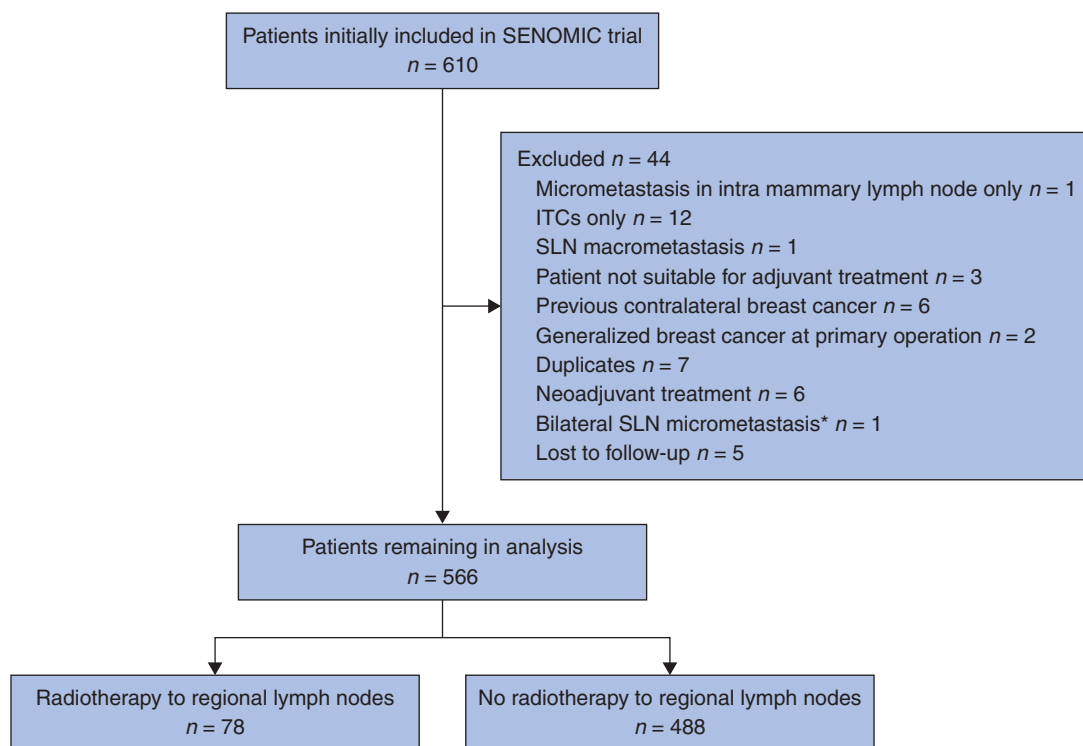 Patients initially included in SENOMIC trial
n = 610
Excluded n = 44
Micrometastasis in intra mammary lymph node only n = 1
ITCs only n = 12
SLN macrometastasis n = 1
Patient not suitable for adjuvant treatment n = 3
Previous contralateral breast cancer n = 6
Generalized breast cancer at primary operation n = 2
Duplicates n = 7
Neoadjuvant treatment n = 6
Bilateral SLN micrometastasis* n = 1
Lost to follow-up n = 5
Patients remaining in analysis
n = 566
Radiotherapy to regional lymph nodes
n = 78
No radiotherapy to regional lymph nodes
n = 488